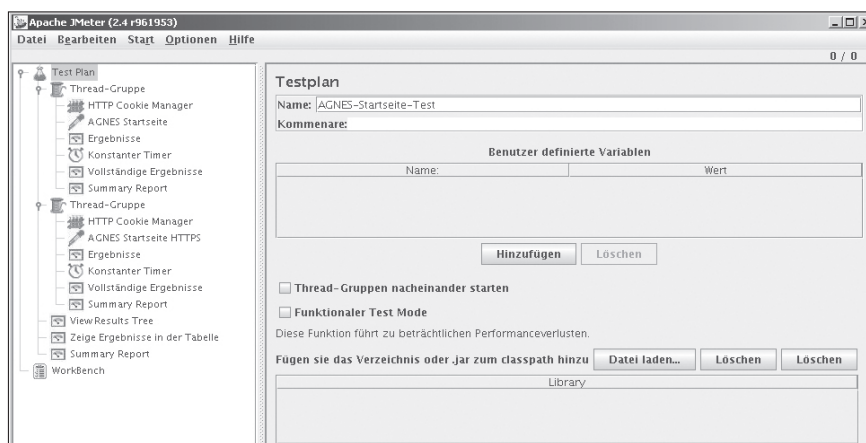 Apache JMeter (2.4 r961953)
Datei Bearbeiten Start Optionen Hilfe
0 / 0
Test Plan
Thread-Gruppe
HTTP Cookie Manager
AGNES Startseite
Ergebnisse
Konstanter Timer
Vollständige Ergebnisse
Summary Report
Thread-Gruppe
HTTP Cookie Manager
AGNES Startseite HTTPS
Ergebnisse
Konstanter Timer
Vollständige Ergebnisse
Summary Report
View Results Tree
Zeige Ergebnisse in der Tabelle
Summary Report
WorkBench
Testplan
Name: AGNES-Startseite-Test
Kommenare:
Benutzer definierte Variablen
Name: Wert
Hinzufügen Löschen
Thread-Gruppen nacheinander starten
Funktionaler Test Mode
Diese Funktion führt zu beträchtlichen Performanceverlusten.
Fügen sie das Verzeichnis oder .jar zum classpath hinzu Datei laden... Löschen Löschen
Library